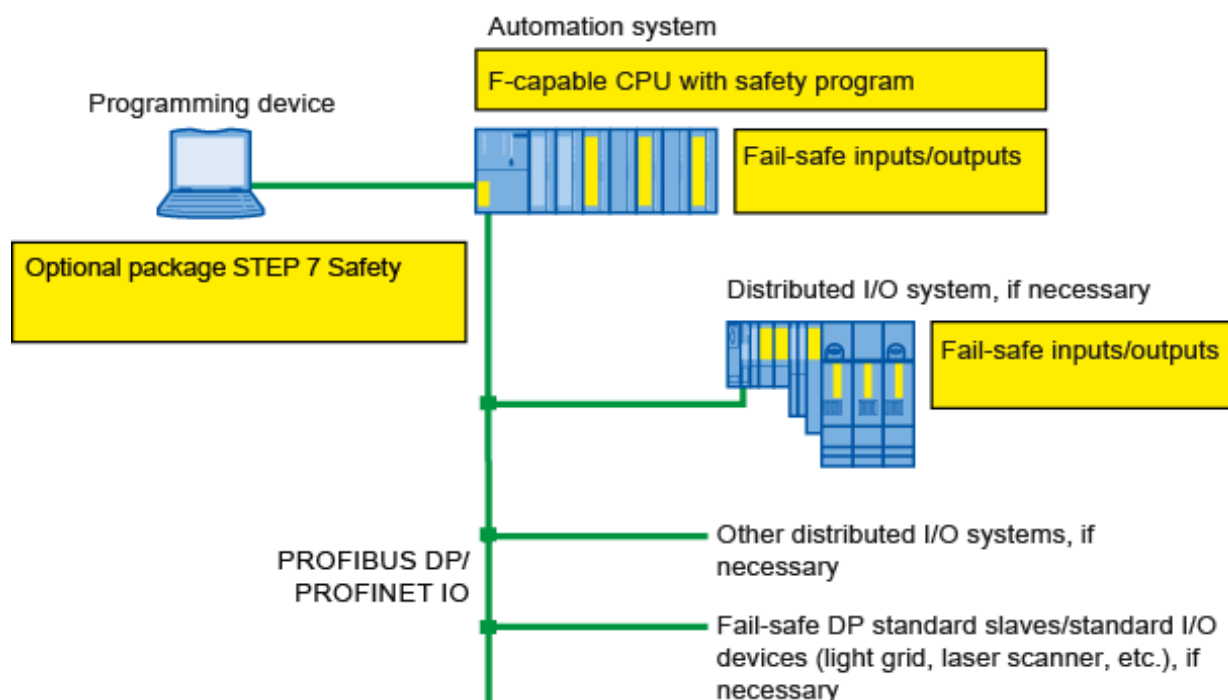 Automation system
F-capable CPU with safety program
Programming device
Fail-safe inputs/outputs
Optional package STEP 7 Safety
Distributed I/O system, if necessary
Fail-safe inputs/outputs
Other distributed I/O systems, if
necessary
PROFIBUS DP/
PROFINET IO
Fail-safe DP standard slaves/standard I/O
devices (light grid, laser scanner, etc.), if
necessary